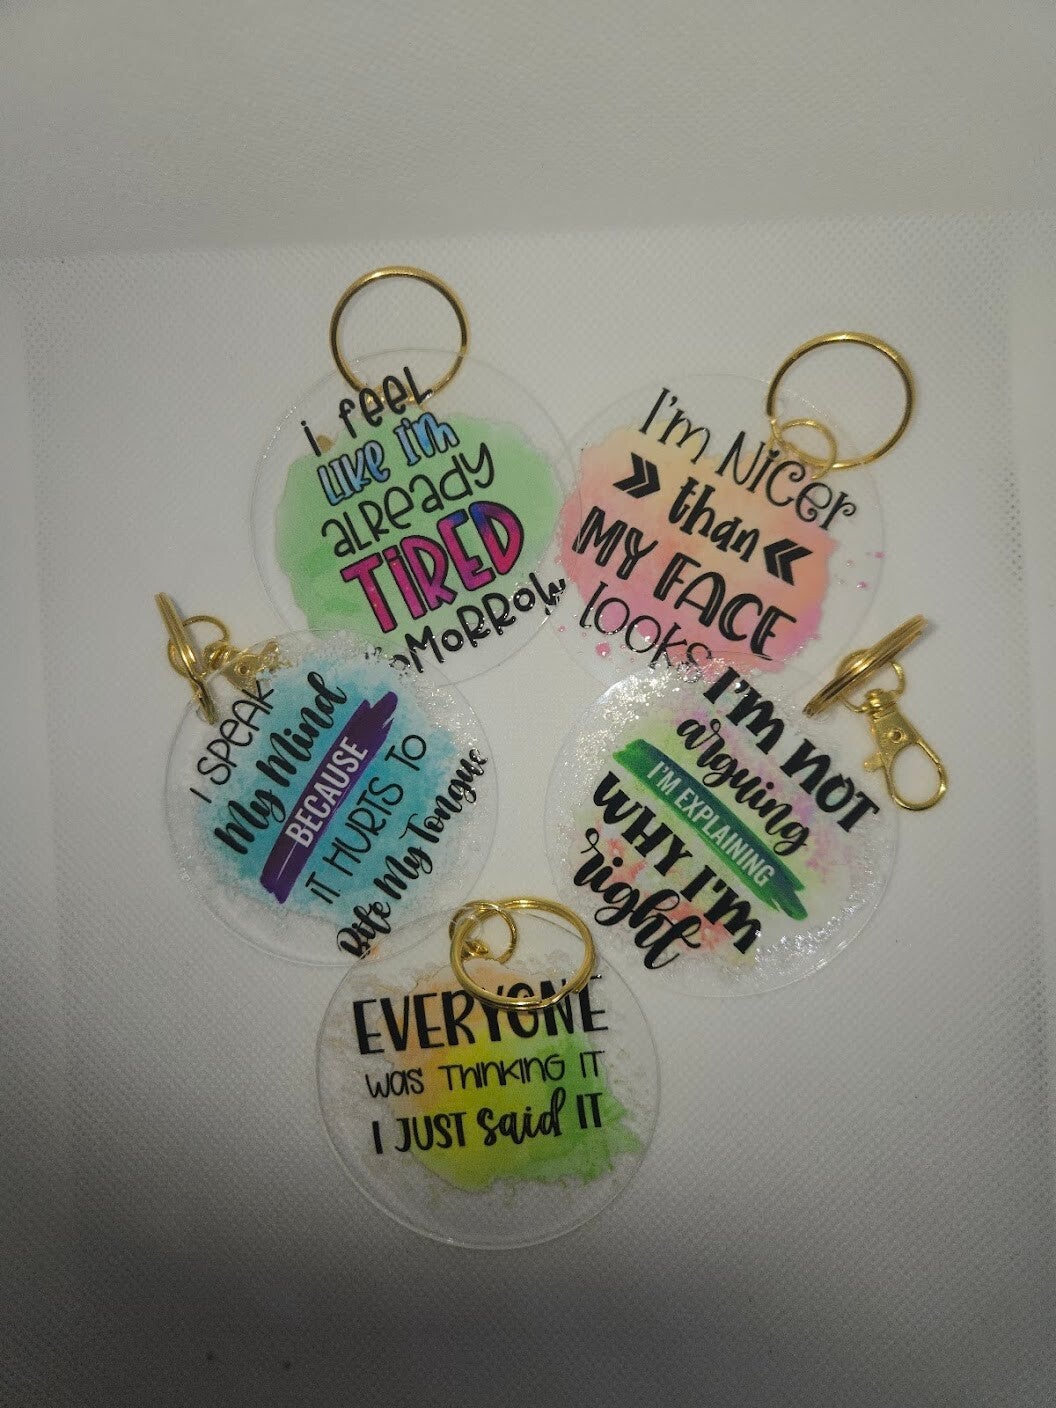 i feel
like i'm
already
TiRED
TOMORROW
I'm Nicer
than
MY FACE
looks
I SPEAK
My Mind
BECAUSE
iT HURTS TO
Bite My Tongue
I'M NOT
arguing
I'M EXPLAINING
WHY I'M
right
EVERYONE
was THINKING IT
I JUST said IT